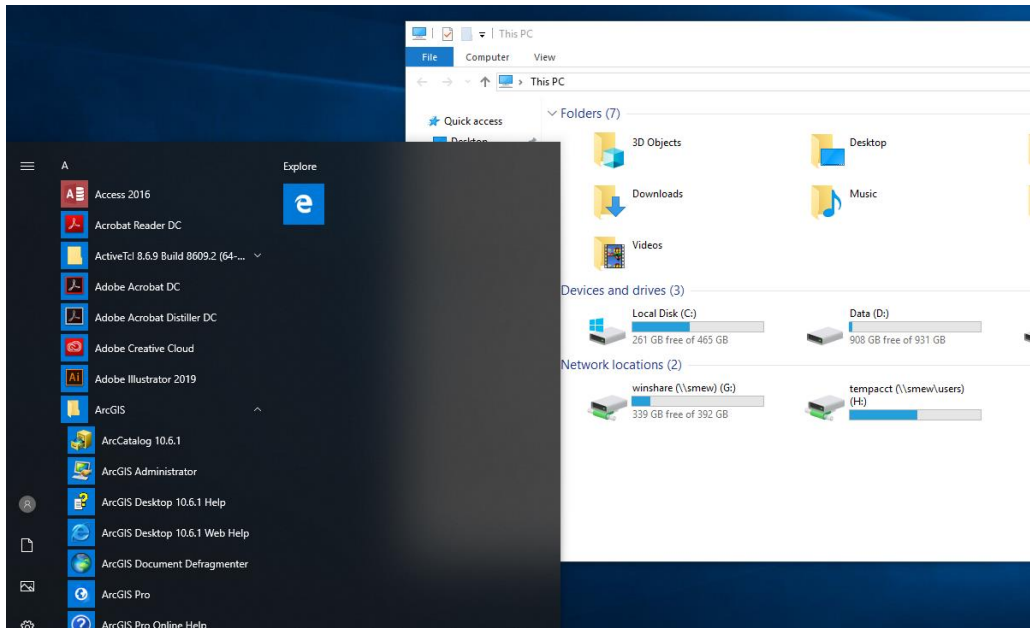 This PC
File Computer View
This PC
Quick access
Desktop
Folders (7)
3D Objects
Desktop
Downloads
Music
Videos
Devices and drives (3)
Local Disk (C:)
261 GB free of 465 GB
Data (D:)
908 GB free of 931 GB
Network locations (2)
winshare (\\smew) (G:)
339 GB free of 392 GB
tempacct (\\smew\users)
(H:)
A
Explore
Access 2016
Acrobat Reader DC
ActiveTcl 8.6.9 Build 8609.2 (64-...
Adobe Acrobat DC
Adobe Acrobat Distiller DC
Adobe Creative Cloud
Adobe Illustrator 2019
ArcGIS
ArcCatalog 10.6.1
ArcGIS Administrator
ArcGIS Desktop 10.6.1 Help
ArcGIS Desktop 10.6.1 Web Help
ArcGIS Document Defragmenter
ArcGIS Pro
ArcGIS Pro Online Help